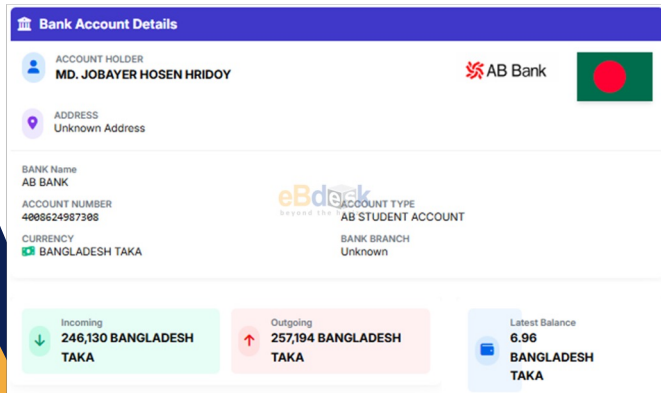 Bank Account Details
ACCOUNT HOLDER
MD. JOBAYER HOSEN HRIDOY
AB Bank
ADDRESS
Unknown Address
BANK Name
AB BANK
eBdesk
beyond the
ACCOUNT NUMBER
4008624987308
ACCOUNT TYPE
AB STUDENT ACCOUNT
CURRENCY
BANGLADESH TAKA
BANK BRANCH
Unknown
Incoming
246,130 BANGLADESH
TAKA
Outgoing
257,194 BANGLADESH
TAKA
Latest Balance
6.96
BANGLADESH
TAKA